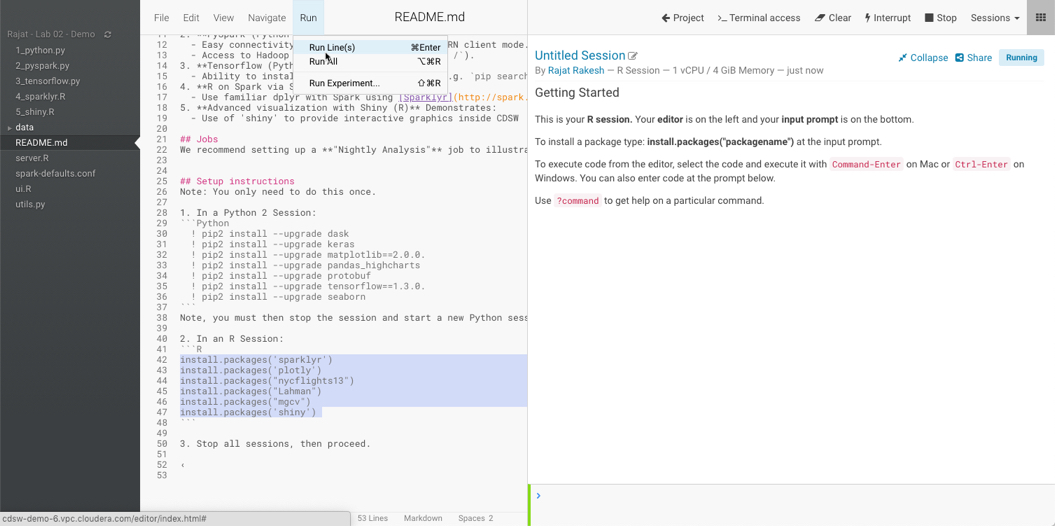 File Edit View Navigate Run README.md
Project Terminal access Clear Interrupt Stop Sessions
Rajat - Lab 02 - Demo
1_python.py
2_pyspark.py
3_tensorflow.py
4_sparklyr.R
5_shiny.R
data
README.md
server.R
spark-defaults.conf
ui.R
utils.py
Run Line(s) ⌘Enter
Run All ⌥⌘R
Run Experiment... ⇧⌘R
11
12 - Easy connectivity RN client mode.
13 - Access to Hadoop /`).
14 3. **Tensorflow (Pyth
15 - Ability to instal .g. `pip search
16 4. **R on Spark via S
17 - Use familiar dplyr with Spark using [Sparklyr](http://spark.
18 5. **Advanced visualization with Shiny (R)** Demonstrates:
19 - Use of 'shiny' to provide interactive graphics inside CDSW
20
21 ## Jobs
22 We recommend setting up a **"Nightly Analysis"** job to illustra
23
24
25 ## Setup instructions
26 Note: You only need to do this once.
27
28 1. In a Python 2 Session:
29 ```Python
30 ! pip2 install --upgrade dask
31 ! pip2 install --upgrade keras
32 ! pip2 install --upgrade matplotlib==2.0.0.
33 ! pip2 install --upgrade pandas_highcharts
34 ! pip2 install --upgrade protobuf
35 ! pip2 install --upgrade tensorflow==1.3.0.
36 ! pip2 install --upgrade seaborn
37 ```
38 Note, you must then stop the session and start a new Python sess
39
40 2. In an R Session:
41 ```R
42 install.packages('sparklyr')
43 install.packages('plotly')
44 install.packages("nycflights13")
45 install.packages("Lahman")
46 install.packages("mgcv")
47 install.packages('shiny')
48 ```
49
50 3. Stop all sessions, then proceed.
51
52
53
cdsw-demo-6.vpc.cloudera.com/editor/index.html#
53 Lines Markdown Spaces 2
Untitled Session
Collapse Share Running
By Rajat Rakesh — R Session — 1 vCPU / 4 GiB Memory — just now
Getting Started
This is your R session. Your editor is on the left and your input prompt is on the bottom.
To install a package type: install.packages("packagename") at the input prompt.
To execute code from the editor, select the code and execute it with Command-Enter on Mac or Ctrl-Enter on
Windows. You can also enter code at the prompt below.
Use ?command to get help on a particular command.